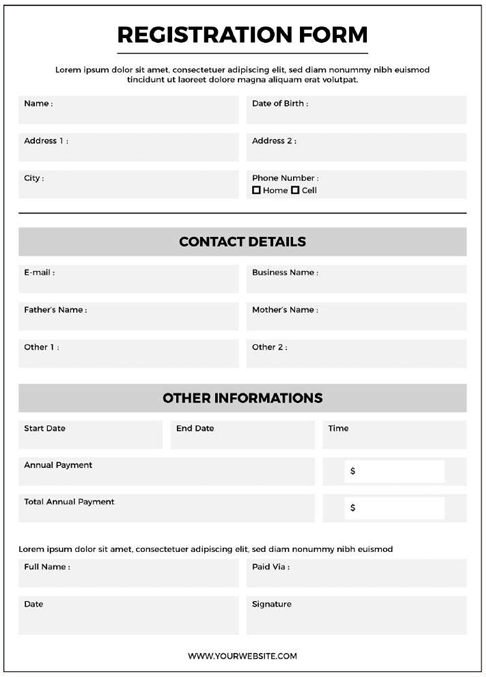 REGISTRATION FORM
Lorem ipsum dolor sit amet, consectetuer adipiscing elit, sed diam nonummy nibh euismod
tincidunt ut laoreet dolore magna aliquam erat volutpat.
Name :
Date of Birth :
Address 1 :
Address 2 :
City :
Phone Number :
Home Cell
CONTACT DETAILS
E-mail :
Business Name :
Father's Name :
Mother's Name :
Other 1 :
Other 2 :
OTHER INFORMATIONS
Start Date
End Date
Time
Annual Payment
$
Total Annual Payment
$
Lorem ipsum dolor sit amet, consectetuer adipiscing elit, sed diam nonummy nibh euismod
Full Name :
Paid Via :
Date
Signature
WWW.YOURWEBSITE.COM